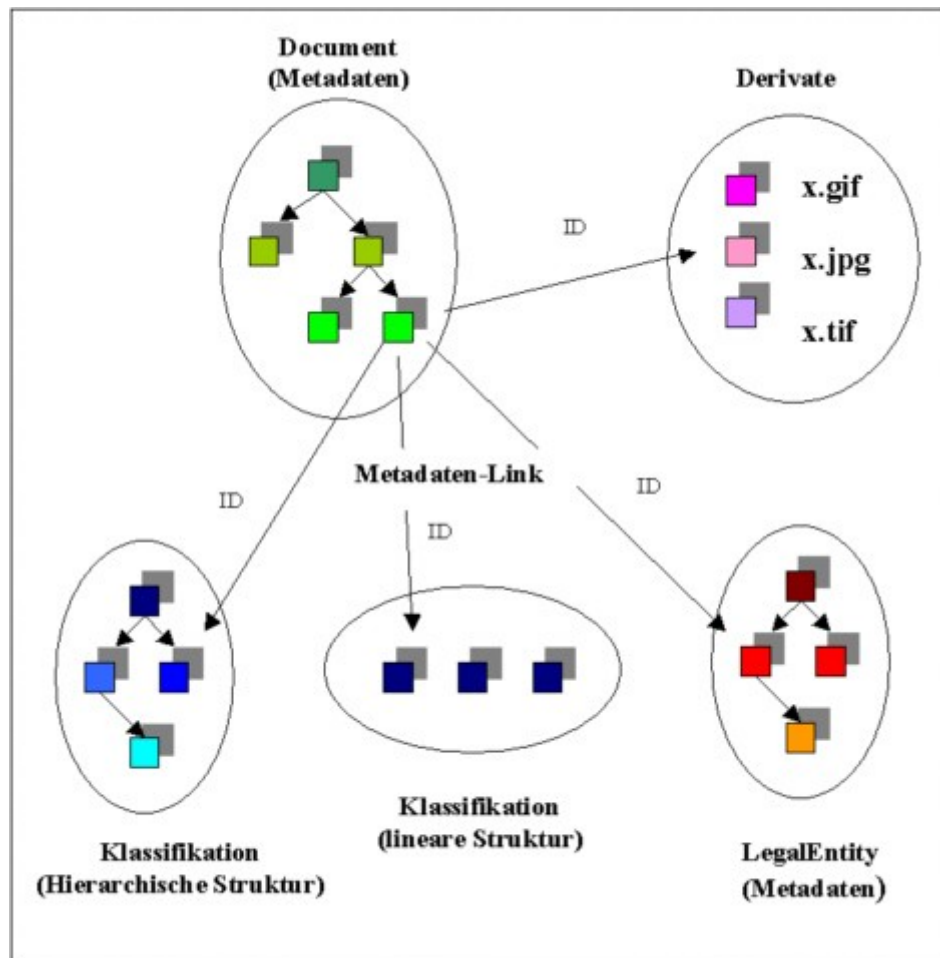 Document
(Metadaten)
Derivate
x.gif
ID
x.jpg
x.tif
Metadaten-Link
ID
ID
ID
Klassifikation
(lineare Struktur)
Klassifikation
(Hierarchische Struktur)
LegalEntity
(Metadaten)